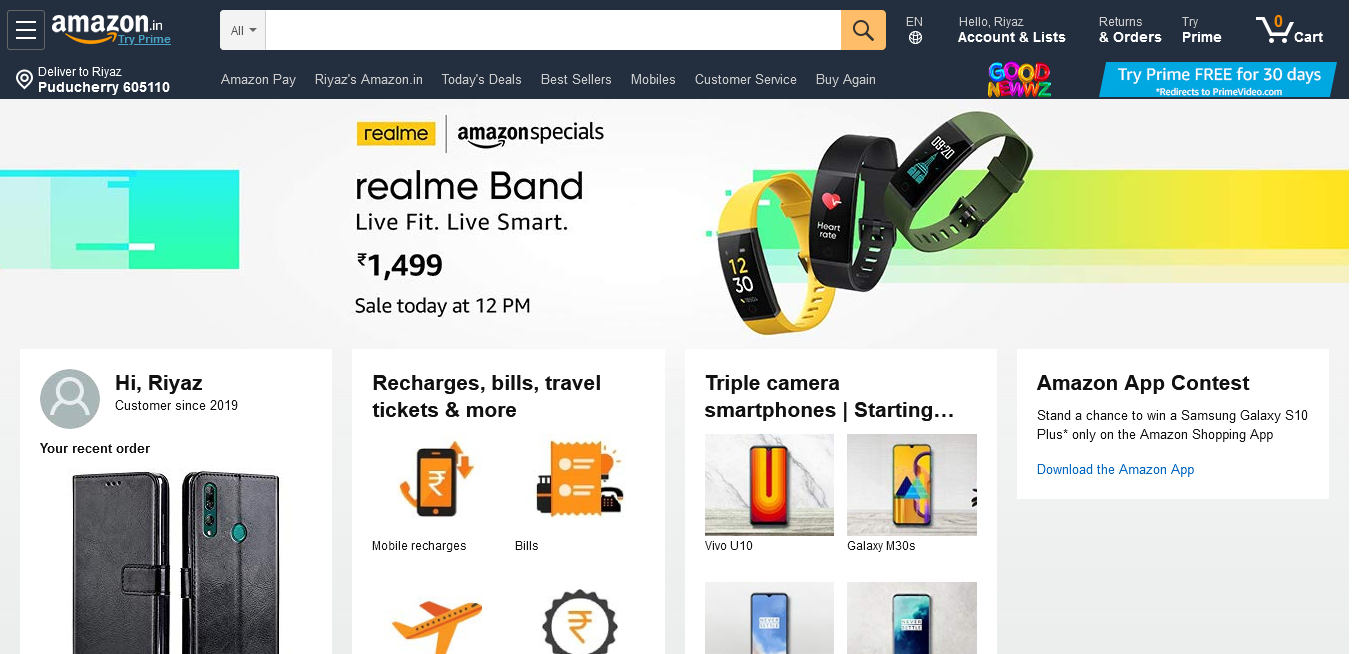 amazon.in
Try Prime
All
EN
Hello, Riyaz
Account & Lists
Returns
& Orders
Try
Prime
0
Cart
Deliver to Riyaz
Puducherry 605110
Amazon Pay
Riyaz's Amazon.in
Today's Deals
Best Sellers
Mobiles
Customer Service
Buy Again
GOOD
NEWWZ
Try Prime FREE for 30 days
*Redirects to PrimeVideo.com
realme
amazonspecials
realme Band
Live Fit. Live Smart.
₹1,499
Sale today at 12 PM
12
30
Heart
rate
08:20
Hi, Riyaz
Customer since 2019
Your recent order
Recharges, bills, travel
tickets & more
₹
Mobile recharges
Bills
₹
Triple camera
smartphones | Starting…
Vivo U10
Galaxy M30s
NEVER
SETTLE
NEVER
SETTLE
Amazon App Contest
Stand a chance to win a Samsung Galaxy S10
Plus* only on the Amazon Shopping App
Download the Amazon App